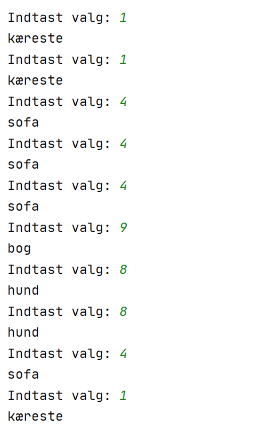 Indtast valg: 1
kæreste
Indtast valg: 1
kæreste
Indtast valg: 4
sofa
Indtast valg: 4
sofa
Indtast valg: 4
sofa
Indtast valg: 9
bog
Indtast valg: 8
hund
Indtast valg: 8
hund
Indtast valg: 4
sofa
Indtast valg: 1
kæreste